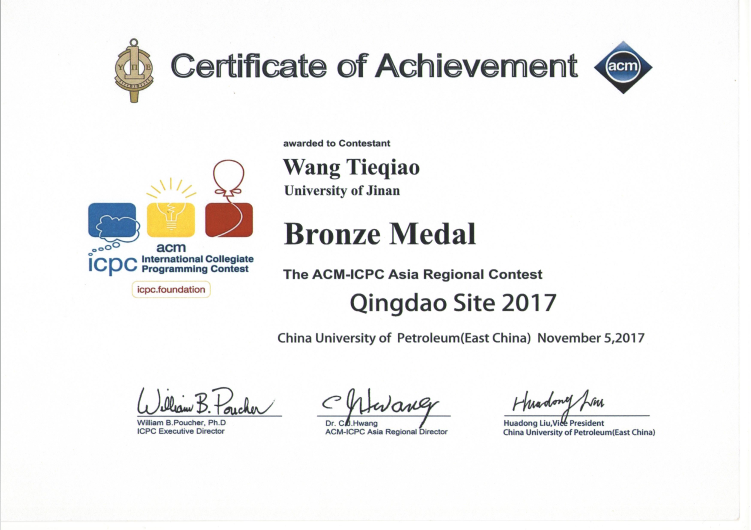 Certificate of Achievement
acm
awarded to Contestant
Wang Tieqiao
University of Jinan
Bronze Medal
acm
icpc International Collegiate
Programming Contest
icpc.foundation
The ACM-ICPC Asia Regional Contest
Qingdao Site 2017
China University of Petroleum(East China) November 5,2017
William B. Poucher
C J Hwang
Huadong Liu
William B.Poucher, Ph.D
ICPC Executive Director
Dr. C.J.Hwang
ACM-ICPC Asia Regional Director
Huadong Liu,Vice President
China University of Petroleum(East China)